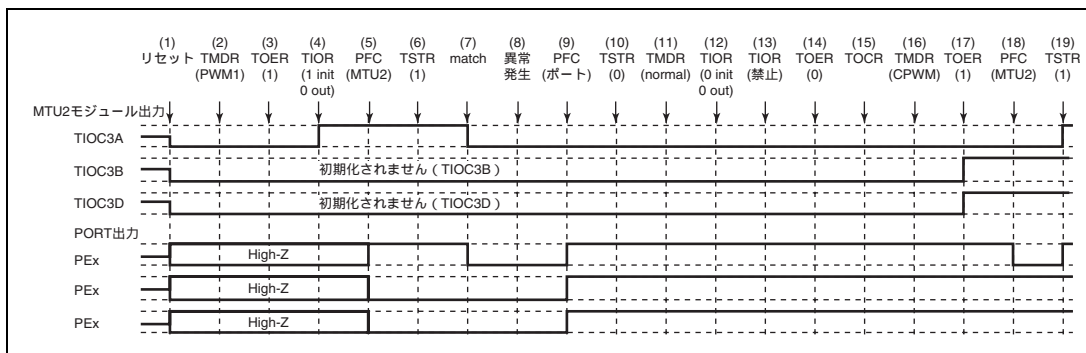 (1) (2) (3) (4) (5) (6) (7) (8) (9) (10) (11) (12) (13) (14) (15) (16) (17) (18) (19)
リセット TMDR TOER TIOR PFC TSTR match 異常 PFC TSTR TMDR TIOR TIOR TOER TOCR TMDR TOER PFC TSTR
(PWM1) (1) (1 init (MTU2) (1) 発生 (ポート) (0) (normal) (0 init (禁止) (0) (CPWM) (1) (MTU2) (1)
0 out) 0 out)
MTU2モジュール出力
TIOC3A
TIOC3B 初期化されません(TIOC3B)
TIOC3D 初期化されません(TIOC3D)
PORT出力
PEx High-Z
PEx High-Z
PEx High-Z